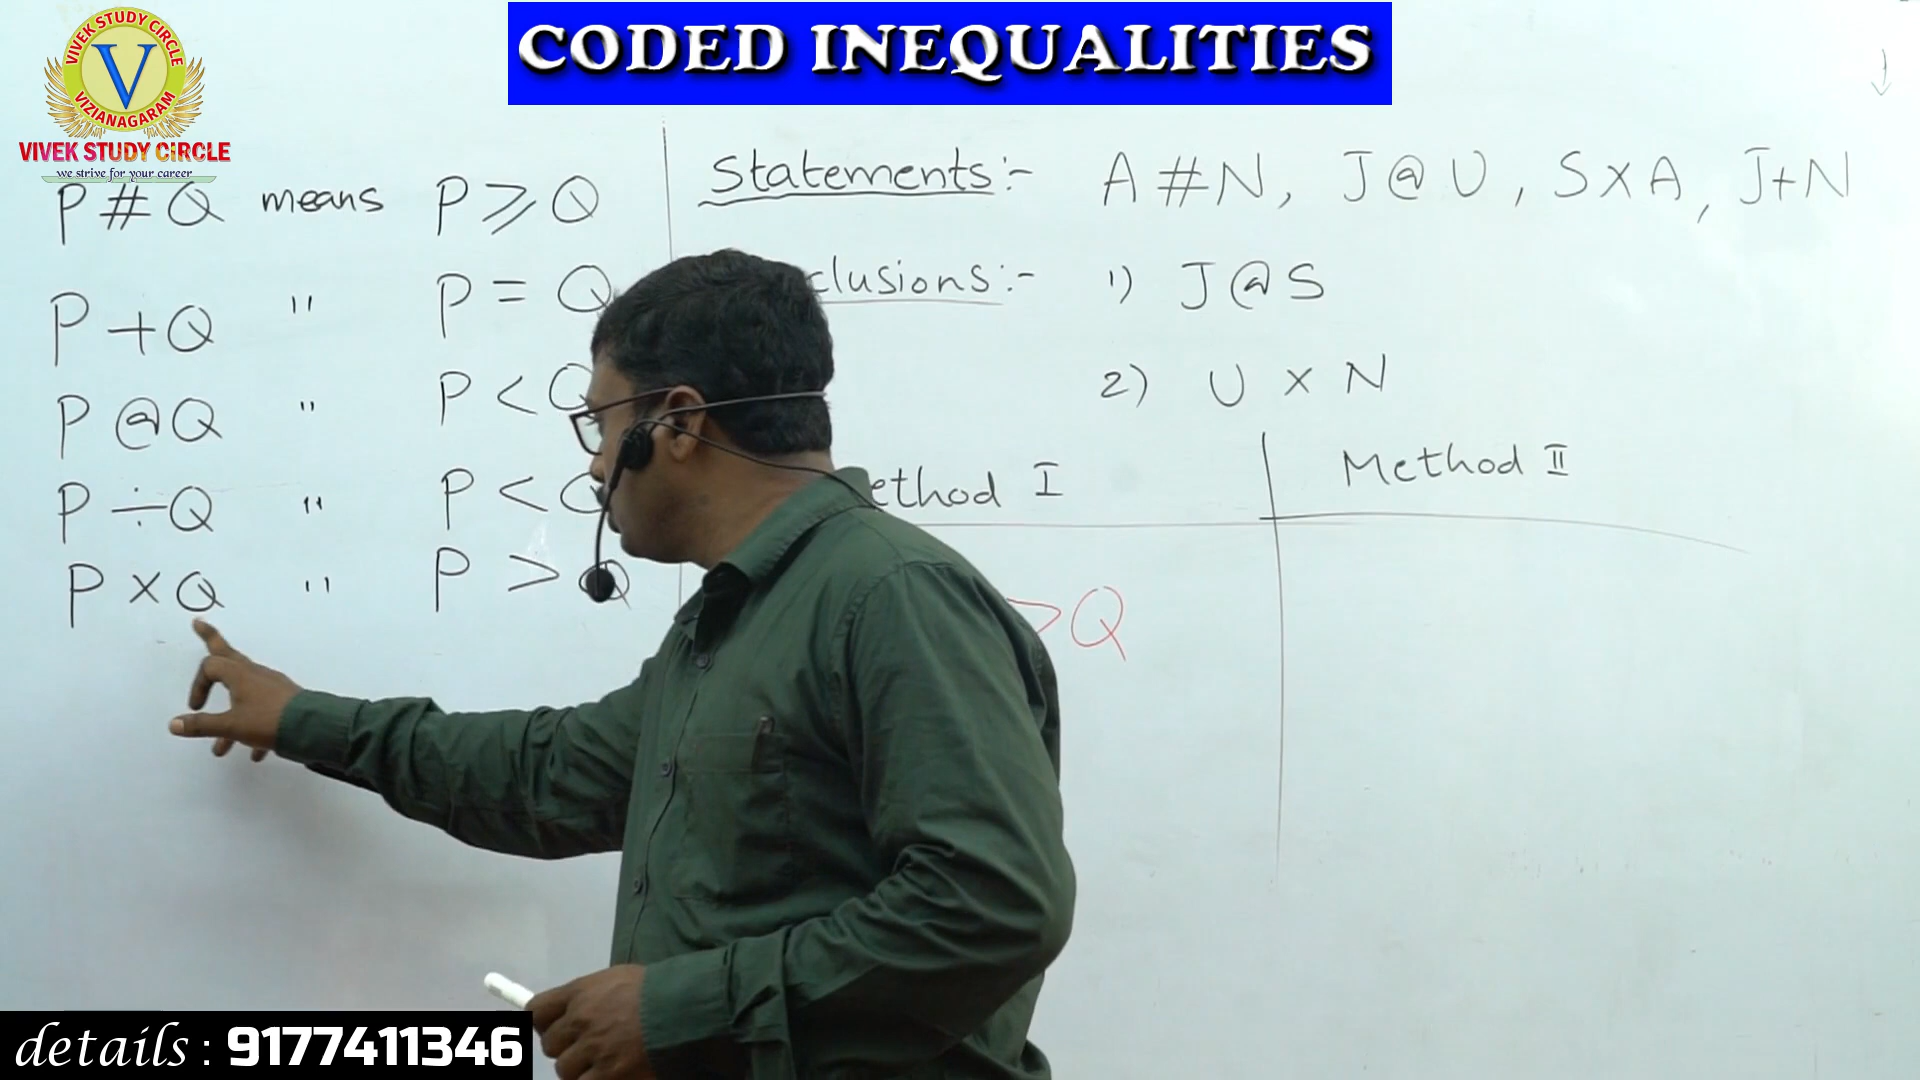 CODED INEQUALITIES
VIVEK STUDY CIRCLE
V
VIZIANAGARAM
VIVEK STUDY CiRCLE
we strive for your career
P # Q means P ⩾ Q
P + Q " P = Q
P @ Q " P < Q
P ÷ Q " P < Q
P × Q " P > Q
Statements:- A # N, J @ U, S × A, J + N
clusions:- 1) J @ S
2) U × N
ethod I
Method II
> Q
details : 9177411346